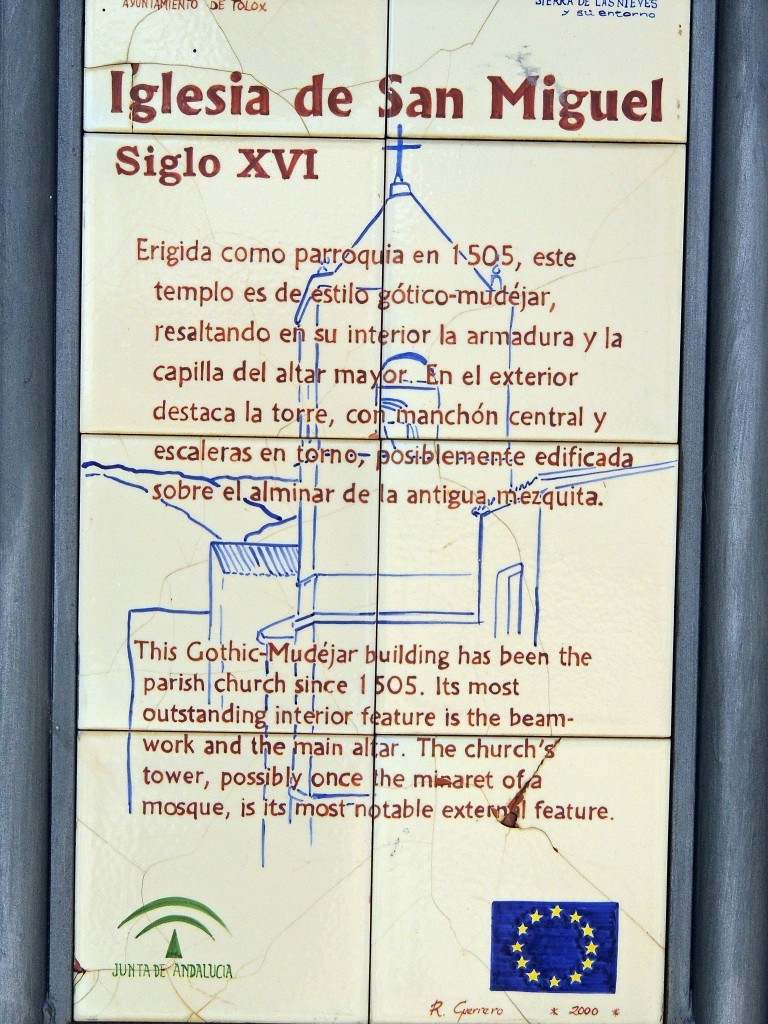 AYUNTAMIENTO DE TOLOX
SIERRA DE LAS NIEVES
y su entorno
Iglesia de San Miguel
Siglo XVI
Erigida como parroquia en 1505, este
templo es de estilo gótico-mudéjar,
resaltando en su interior la armadura y la
capilla del altar mayor. En el exterior
destaca la torre, con manchón central y
escaleras en torno, posiblemente edificada
sobre el alminar de la antigua mezquita.
This Gothic-Mudéjar building has been the
parish church since 1505. Its most
outstanding interior feature is the beam-
work and the main altar. The church's
tower, possibly once the minaret of a
mosque, is its most notable external feature.
JUNTA DE ANDALUCIA
R. Guerrero * 2000 *